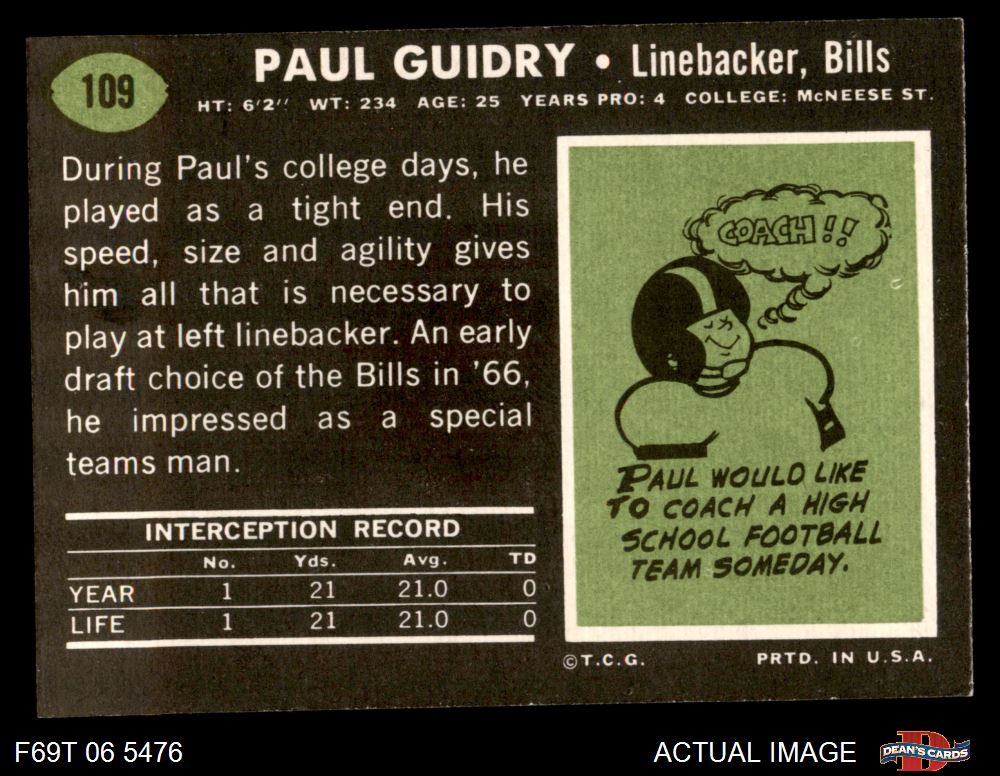 109
PAUL GUIDRY • Linebacker, Bills
HT: 6'2" WT: 234 AGE: 25 YEARS PRO: 4 COLLEGE: McNEESE ST.
During Paul's college days, he
played as a tight end. His
speed, size and agility gives
him all that is necessary to
play at left linebacker. An early
draft choice of the Bills in '66,
he impressed as a special
teams man.
INTERCEPTION RECORD
No. Yds. Avg. TD
YEAR 1 21 21.0 0
LIFE 1 21 21.0 0
COACH!!
PAUL WOULD LIKE
TO COACH A HIGH
SCHOOL FOOTBALL
TEAM SOMEDAY.
©T.C.G. PRTD. IN U.S.A.
F69T 06 5476
ACTUAL IMAGE
D
DEAN'S CARDS